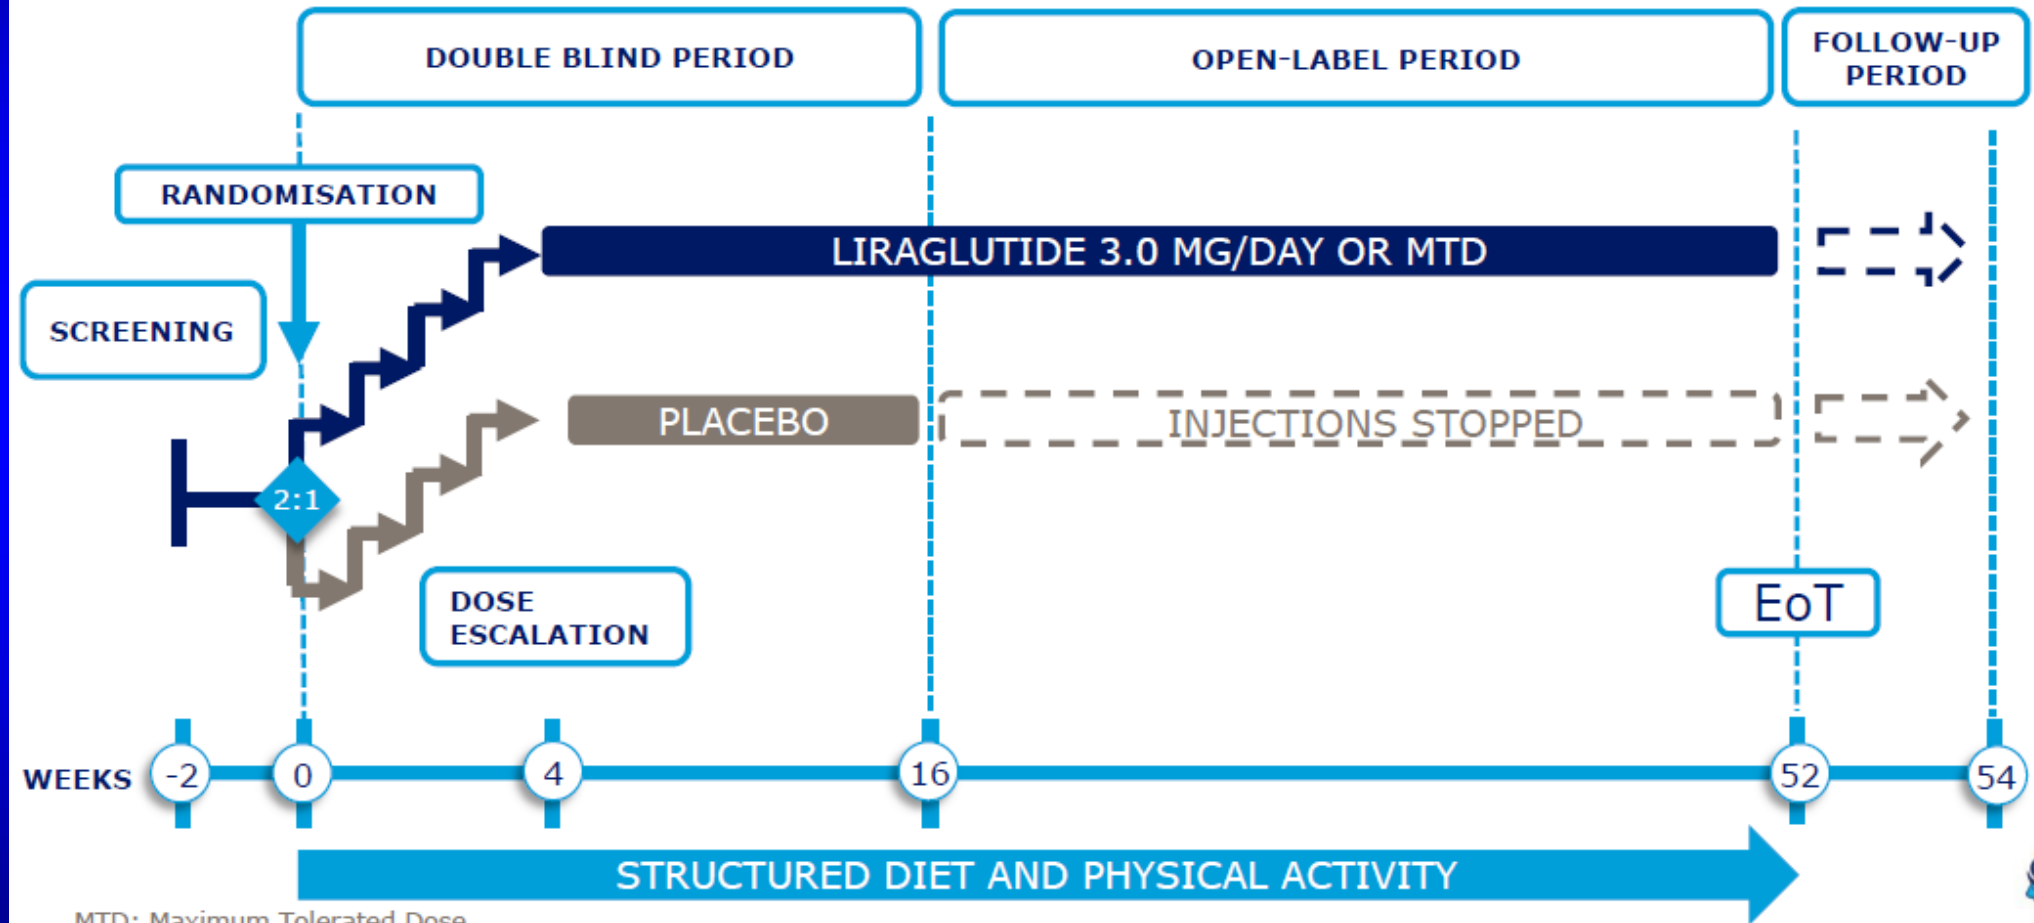 DOUBLE BLIND PERIOD
OPEN-LABEL PERIOD
FOLLOW-UP
PERIOD
RANDOMISATION
LIRAGLUTIDE 3.0 MG/DAY OR MTD
SCREENING
PLACEBO
INJECTIONS STOPPED
2:1
DOSE
ESCALATION
EoT
WEEKS -2 0 4 16 52 54
STRUCTURED DIET AND PHYSICAL ACTIVITY
MTD: Maximum Tolerated Dose